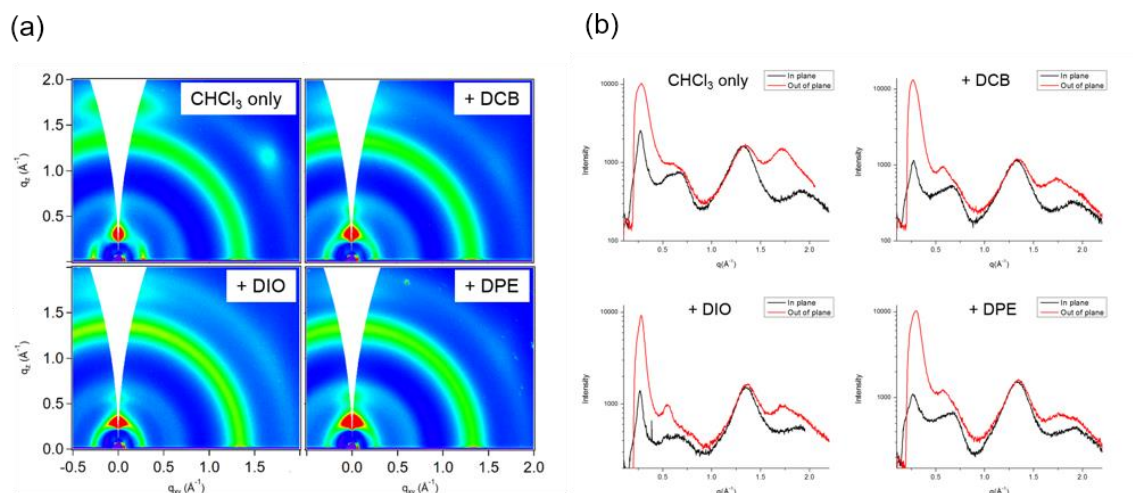 (a)
(b)
2.0
1.5
1.0
0.5
q_z (Å⁻¹)
CHCl₃ only
+ DCB
1.5
1.0
0.5
0.0
q_z (Å⁻¹)
+ DIO
+ DPE
-0.5 0.0 0.5 1.0 1.5
q_xy (Å⁻¹)
0.0 0.5 1.0 1.5 2.0
q_xy (Å⁻¹)
CHCl₃ only
In plane
Out of plane
10000
1000
100
Intensity
0.5 1.0 1.5 2.0
q(Å⁻¹)
+ DCB
In plane
Out of plane
10000
1000
100
Intensity
0.5 1.0 1.5 2.0
q(Å⁻¹)
+ DIO
In plane
Out of plane
10000
1000
Intensity
0.5 1.0 1.5 2.0
q(Å⁻¹)
+ DPE
In plane
Out of plane
10000
1000
Intensity
0.5 1.0 1.5 2.0
q(Å⁻¹)